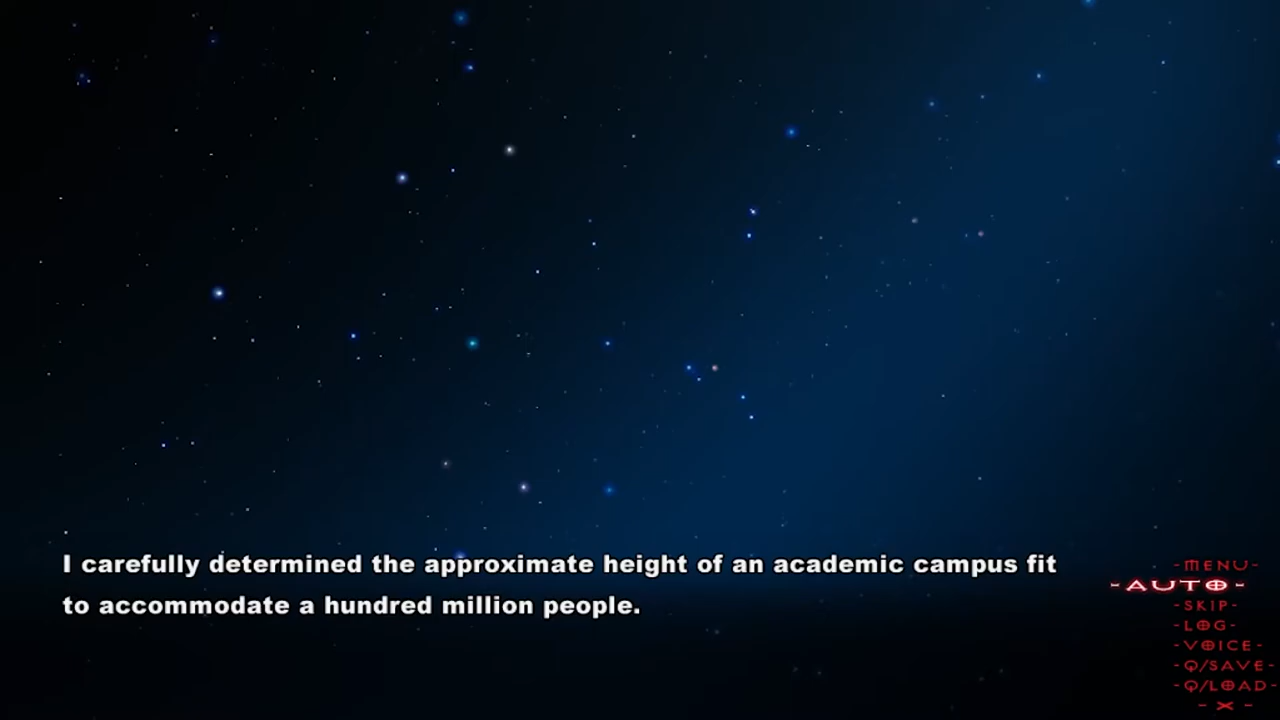 I carefully determined the approximate height of an academic campus fit
to accommodate a hundred million people.
-MENU-
-AUTO-
-SKIP-
-LOG-
-VOICE-
-Q/SAVE-
-Q/LOAD-
-X-